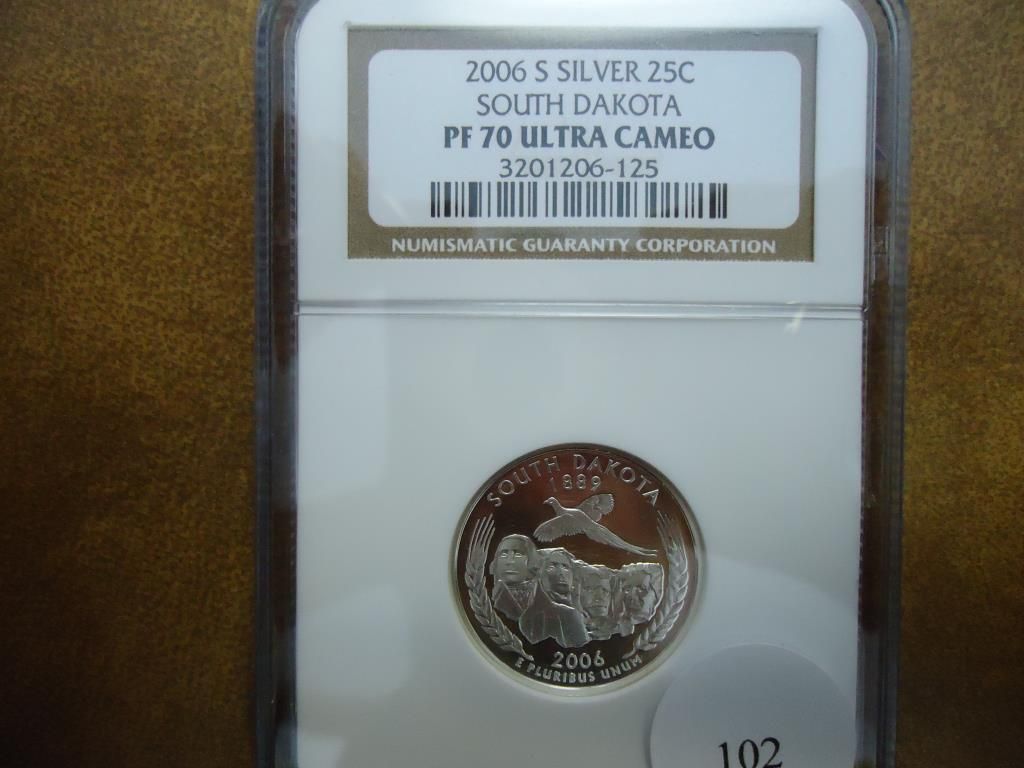 2006 S SILVER 25C
SOUTH DAKOTA
PF 70 ULTRA CAMEO
3201206-125
NUMISMATIC GUARANTY CORPORATION
SOUTH DAKOTA
1889
2006
E PLURIBUS UNUM
102